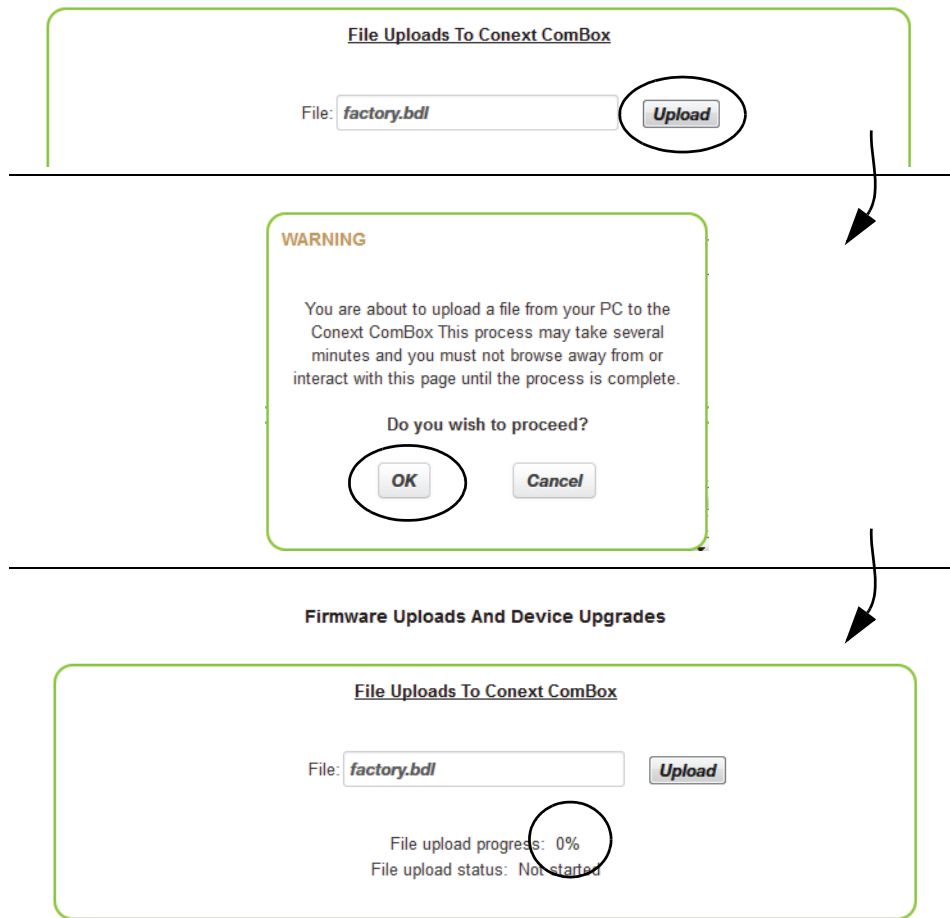 File Uploads To Conext ComBox
File: factory.bdl Upload
WARNING
You are about to upload a file from your PC to the
Conext ComBox This process may take several
minutes and you must not browse away from or
interact with this page until the process is complete.
Do you wish to proceed?
OK Cancel
Firmware Uploads And Device Upgrades
File Uploads To Conext ComBox
File: factory.bdl Upload
File upload progress: 0%
File upload status: Not started